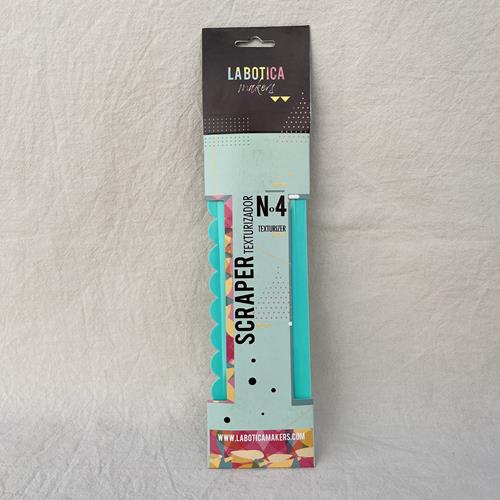 LABOTICA
makers
Nº4
TEXTURIZER
SCRAPER
TEXTURIZADOR
WWW.LABOTICAMAKERS.COM